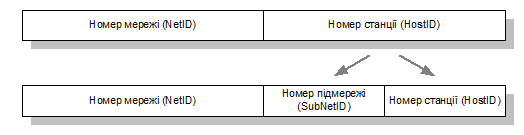 Номер мережі (NetID)
Номер станції (HostID)
Номер мережі (NetID)
Номер підмережі
(SubNetID)
Номер станції (HostID)